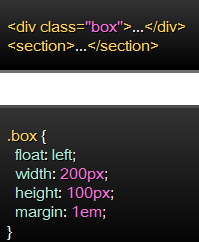 <div class="box">...</div>
<section>...</section>
.box {
float: left;
width: 200px;
height: 100px;
margin: 1em;
}